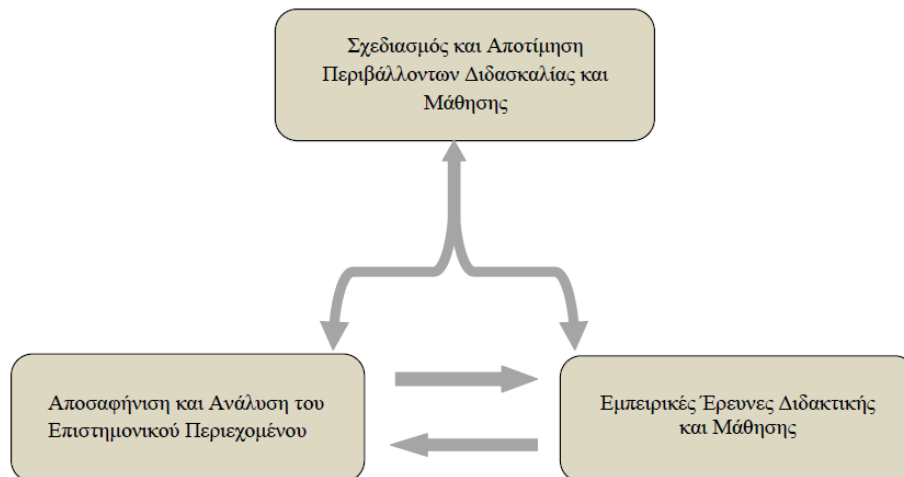 Σχεδιασμός και Αποτίμηση
Περιβάλλοντων Διδασκαλίας και
Μάθησης
Αποσαφήνιση και Ανάλυση του
Επιστημονικού Περιεχομένου
Εμπειρικές Έρευνες Διδακτικής
και Μάθησης